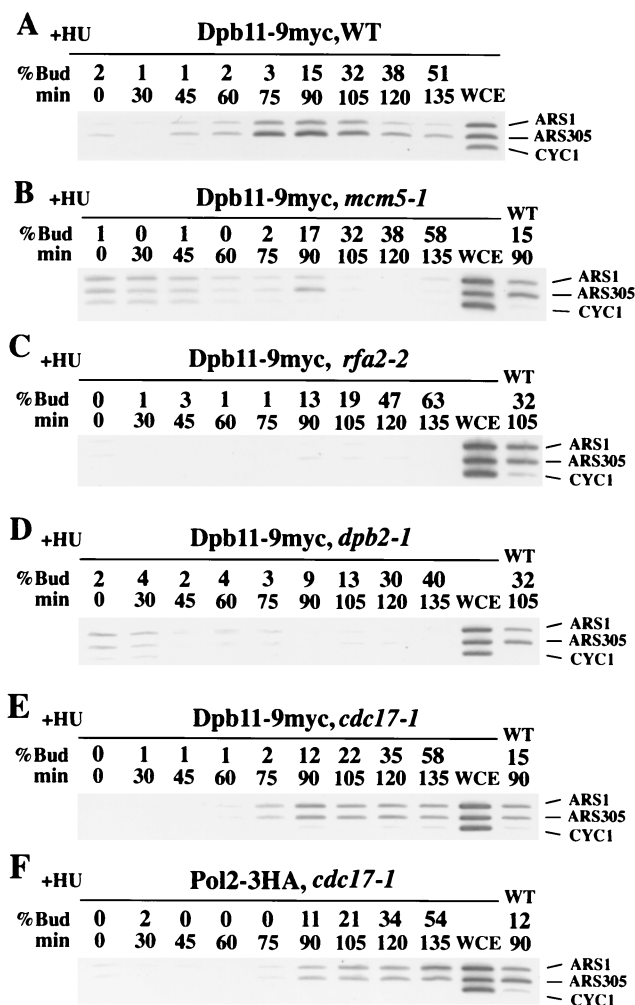 A +HU Dpb11-9myc,WT
%Bud 2 1 1 2 3 15 32 38 51
min 0 30 45 60 75 90 105 120 135 WCE
ARS1
ARS305
CYC1
B +HU Dpb11-9myc, mcm5-1 WT
%Bud 1 0 1 0 2 17 32 38 58 15
min 0 30 45 60 75 90 105 120 135 WCE 90
ARS1
ARS305
CYC1
C +HU Dpb11-9myc, rfa2-2 WT
%Bud 0 1 3 1 1 13 19 47 63 32
min 0 30 45 60 75 90 105 120 135 WCE 105
ARS1
ARS305
CYC1
D +HU Dpb11-9myc, dpb2-1 WT
%Bud 2 4 2 4 3 9 13 30 40 32
min 0 30 45 60 75 90 105 120 135 WCE 105
ARS1
ARS305
CYC1
E +HU Dpb11-9myc, cdc17-1 WT
%Bud 0 1 1 1 2 12 22 35 58 15
min 0 30 45 60 75 90 105 120 135 WCE 90
ARS1
ARS305
CYC1
F +HU Pol2-3HA, cdc17-1 WT
%Bud 0 2 0 0 0 11 21 34 54 12
min 0 30 45 60 75 90 105 120 135 WCE 90
ARS1
ARS305
CYC1